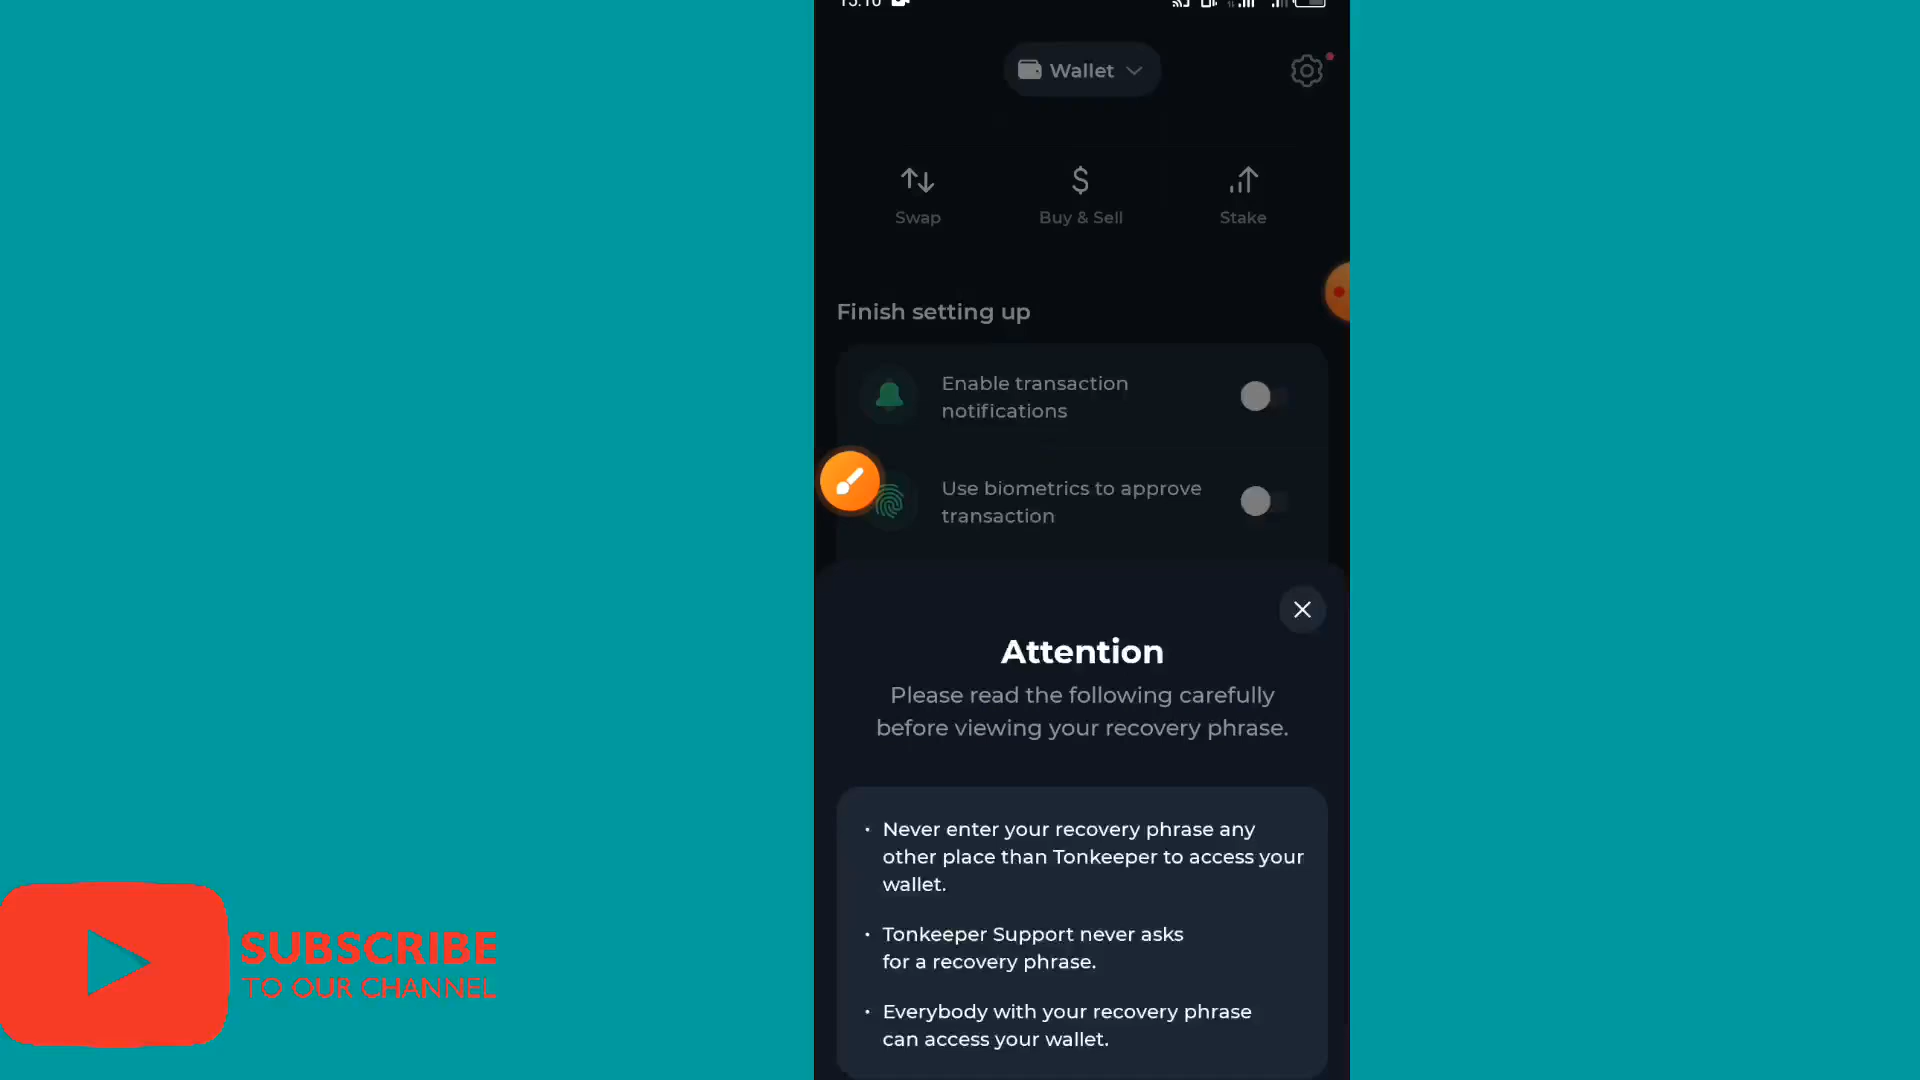 Wallet
Swap
Buy & Sell
Stake
Finish setting up
Enable transaction
notifications
Use biometrics to approve
transaction
Attention
Please read the following carefully
before viewing your recovery phrase.
• Never enter your recovery phrase any
other place than Tonkeeper to access your
wallet.
• Tonkeeper Support never asks
for a recovery phrase.
• Everybody with your recovery phrase
can access your wallet.
SUBSCRIBE
TO OUR CHANNEL